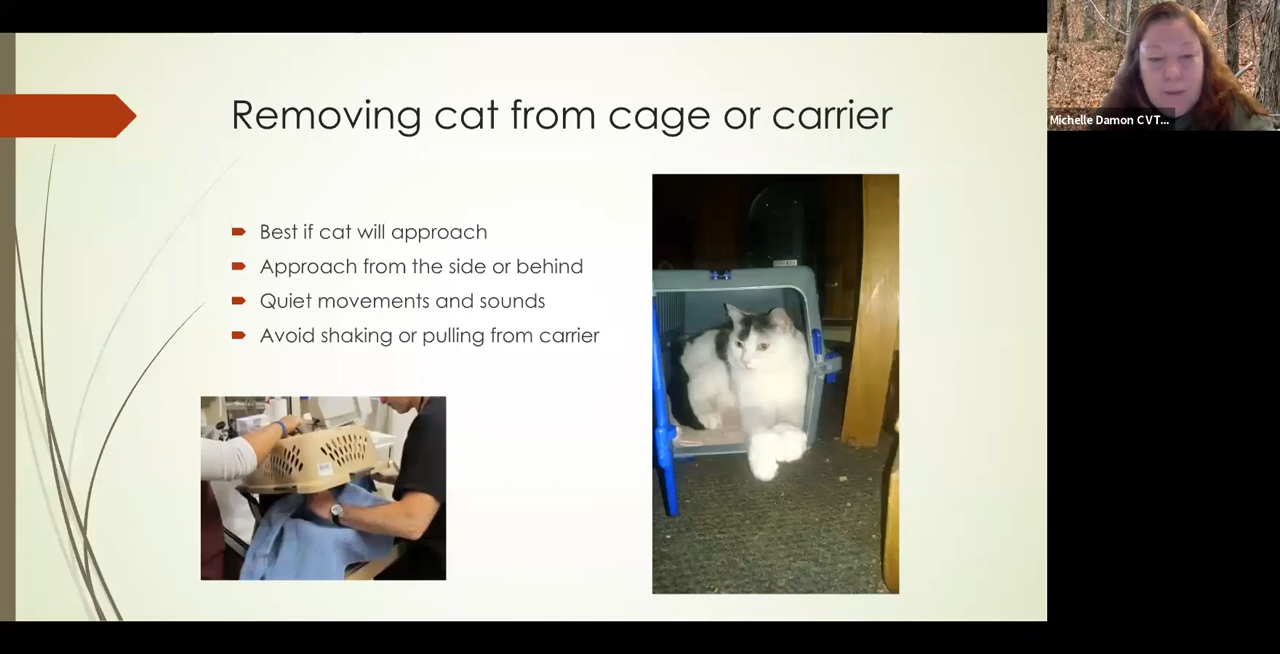 Removing cat from cage or carrier
Best if cat will approach
Approach from the side or behind
Quiet movements and sounds
Avoid shaking or pulling from carrier
Michelle Damon CVT...